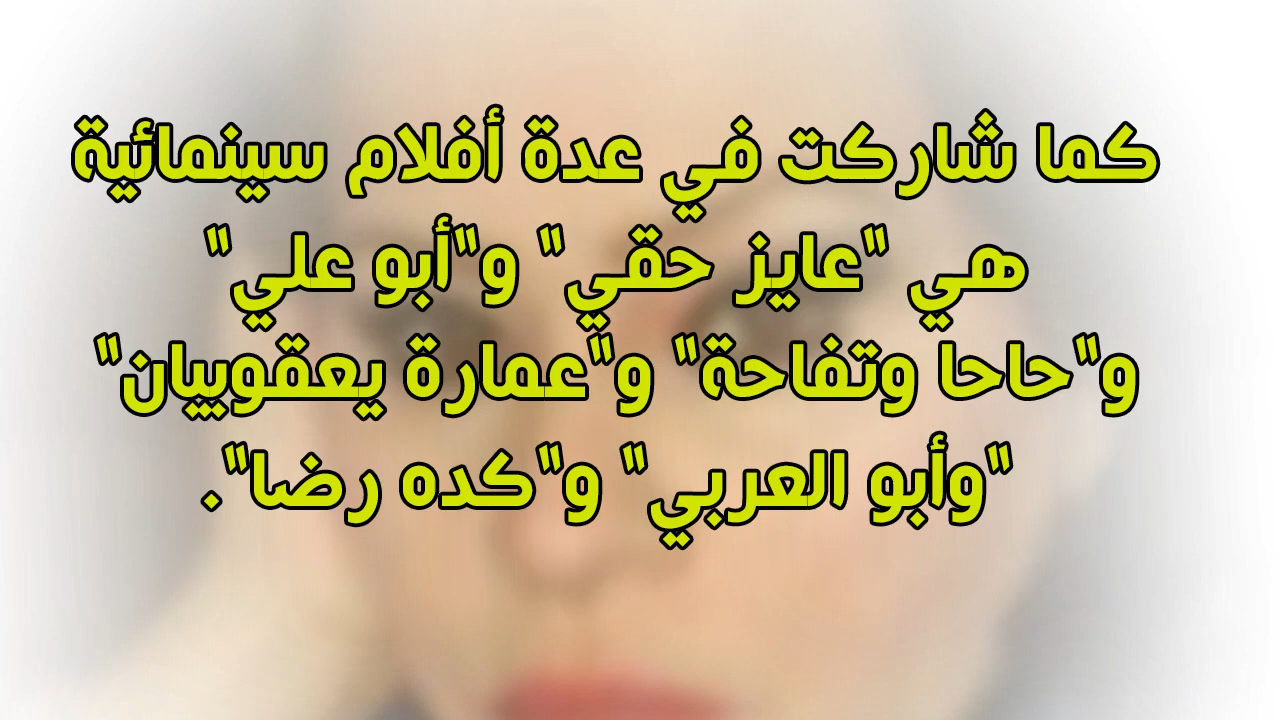 كما شاركت في عدة أفلام سينمائية
هي "عايز حقي" و"أبو علي"
و"حاحا وتفاحة" و"عمارة يعقوبيان"
"وأبو العربي" و"كده رضا".